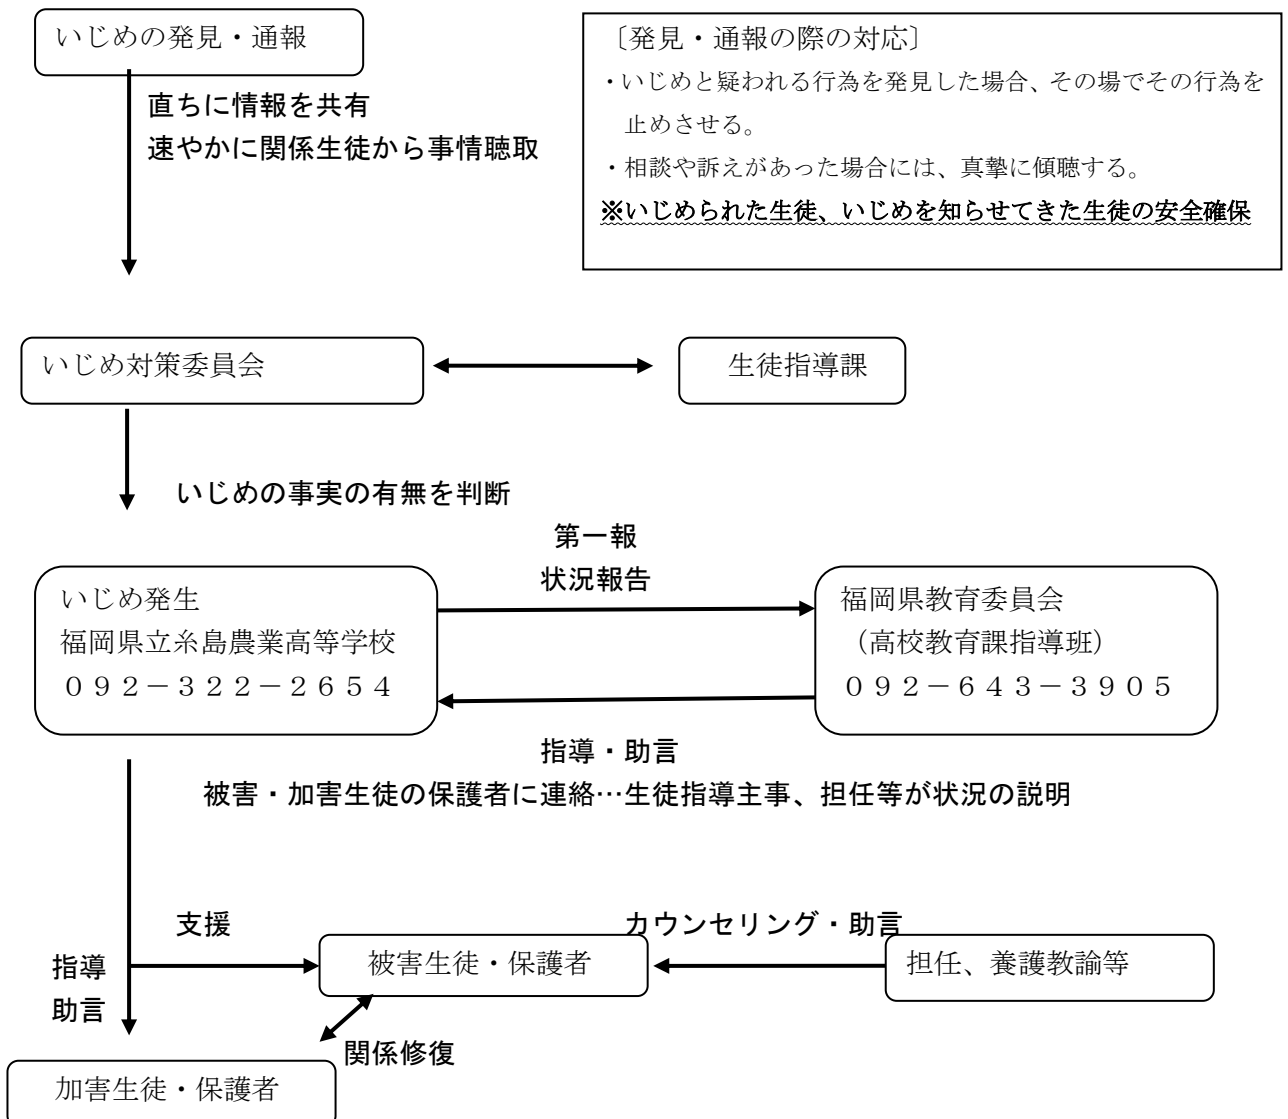 いじめの発見・通報
直ちに情報を共有
速やかに関係生徒から事情聴取
〔発見・通報の際の対応〕
・いじめと疑われる行為を発見した場合、その場でその行為を
止めさせる。
・相談や訴えがあった場合には、真摯に傾聴する。
※いじめられた生徒、いじめを知らせてきた生徒の安全確保
いじめ対策委員会
生徒指導課
いじめの事実の有無を判断
第一報
状況報告
いじめ発生
福岡県立糸島農業高等学校
０９２－３２２－２６５４
福岡県教育委員会
（高校教育課指導班）
０９２－６４３－３９０５
指導・助言
被害・加害生徒の保護者に連絡…生徒指導主事、担任等が状況の説明
支援
カウンセリング・助言
指導
助言
被害生徒・保護者
担任、養護教諭等
関係修復
加害生徒・保護者